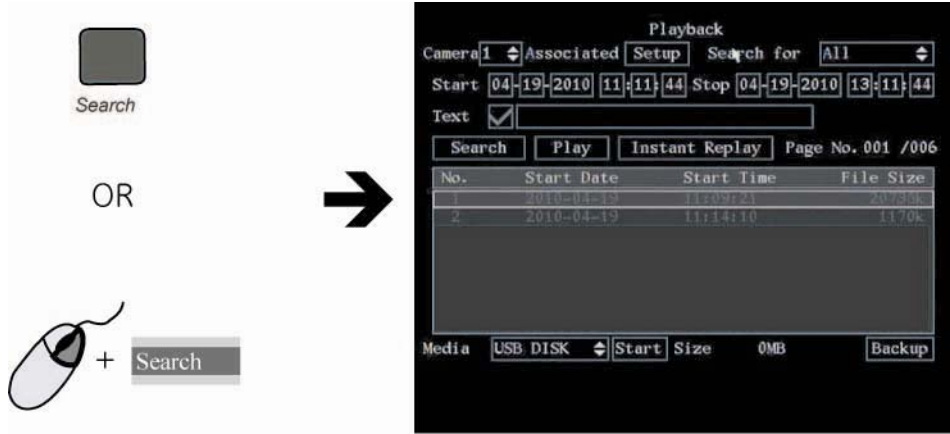 Search
OR
+ Search
Playback
Camera 1 Associated Setup Search for All
Start 04-19-2010 11:11:44 Stop 04-19-2010 13:11:44
Text
Search Play Instant Replay Page No. 001 /006
No. Start Date Start Time File Size
1 2010-04-19 11:09:21 20736k
2 2010-04-19 11:14:10 1170k
Media USB DISK Start Size 0MB Backup